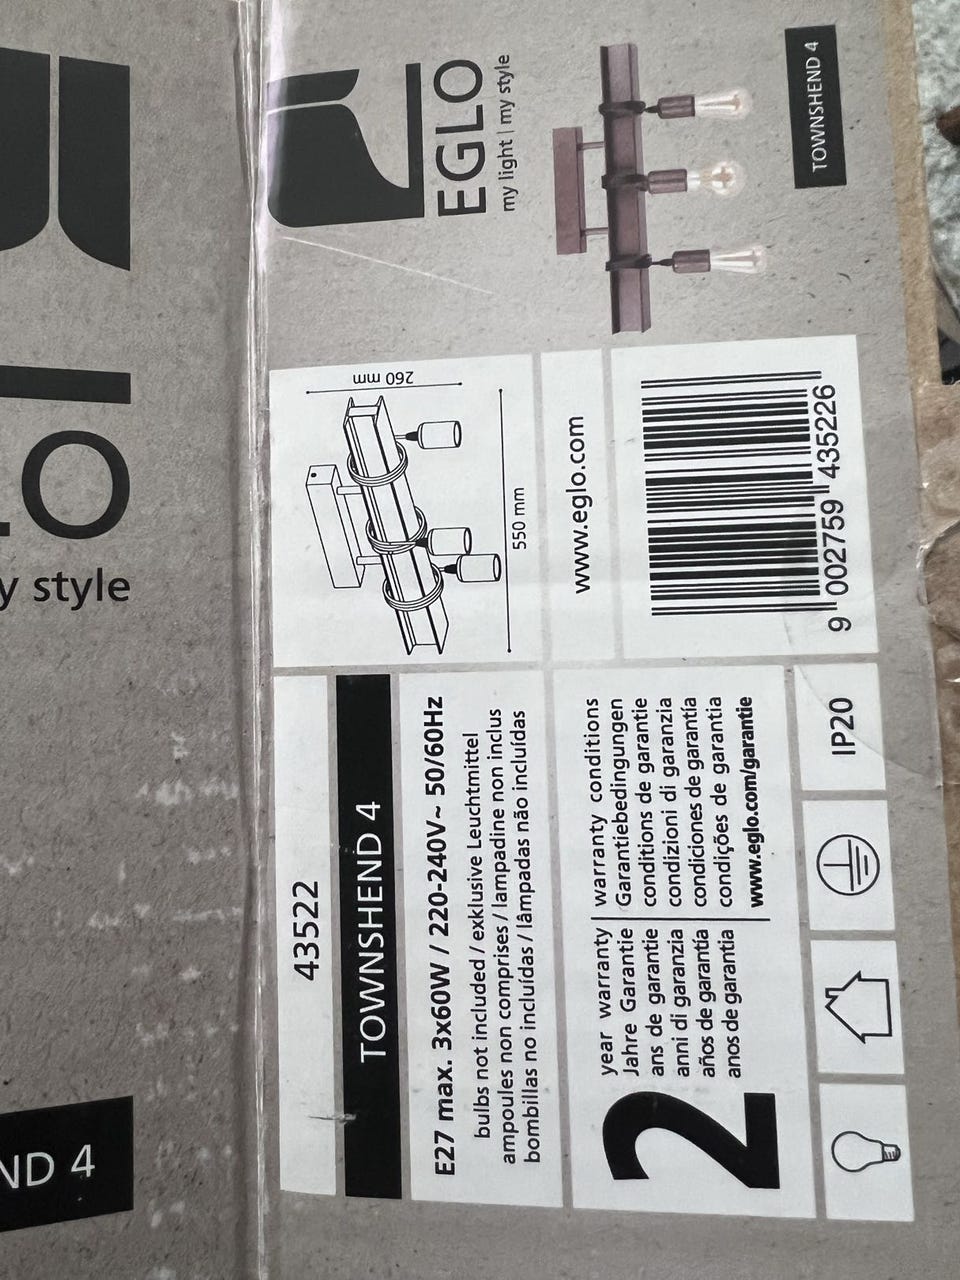 LO
y style
ND 4
EGLO
my light | my style
TOWNSHEND 4
43522
TOWNSHEND 4
E27 max. 3x60W / 220-240V~ 50/60Hz
bulbs not included / exklusive Leuchtmittel
ampoules non comprises / lampadine non inclus
bombillas no incluídas / lâmpadas não incluídas
260 mm
550 mm
www.eglo.com
9 002759 435226
2
year warranty
Jahre Garantie
ans de garantie
anni di garanzia
años de garantía
anos de garantia
warranty conditions
Garantiebedingungen
conditions de garantie
condizioni di garanzia
condiciones de garantía
condições de garantia
www.eglo.com/garantie
IP20